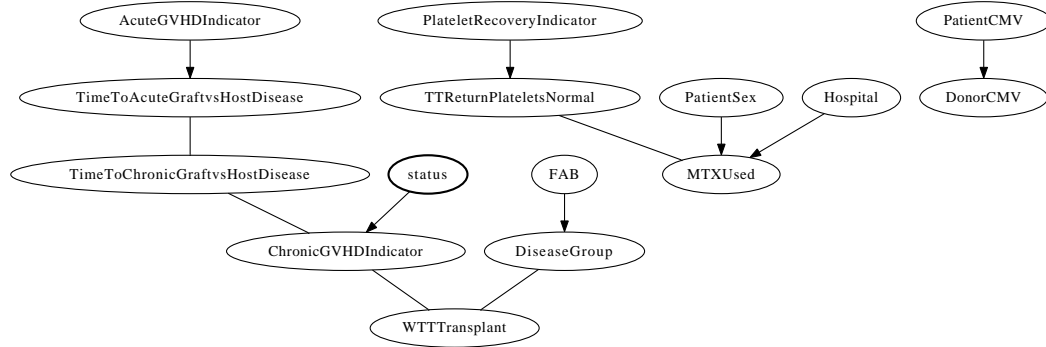 AcuteGVHDIndicator
PlateletRecoveryIndicator
PatientCMV
TimeToAcuteGraftvsHostDisease
TTReturnPlateletsNormal
PatientSex
Hospital
DonorCMV
TimeToChronicGraftvsHostDisease
status
FAB
MTXUsed
ChronicGVHDIndicator
DiseaseGroup
WTTTransplant